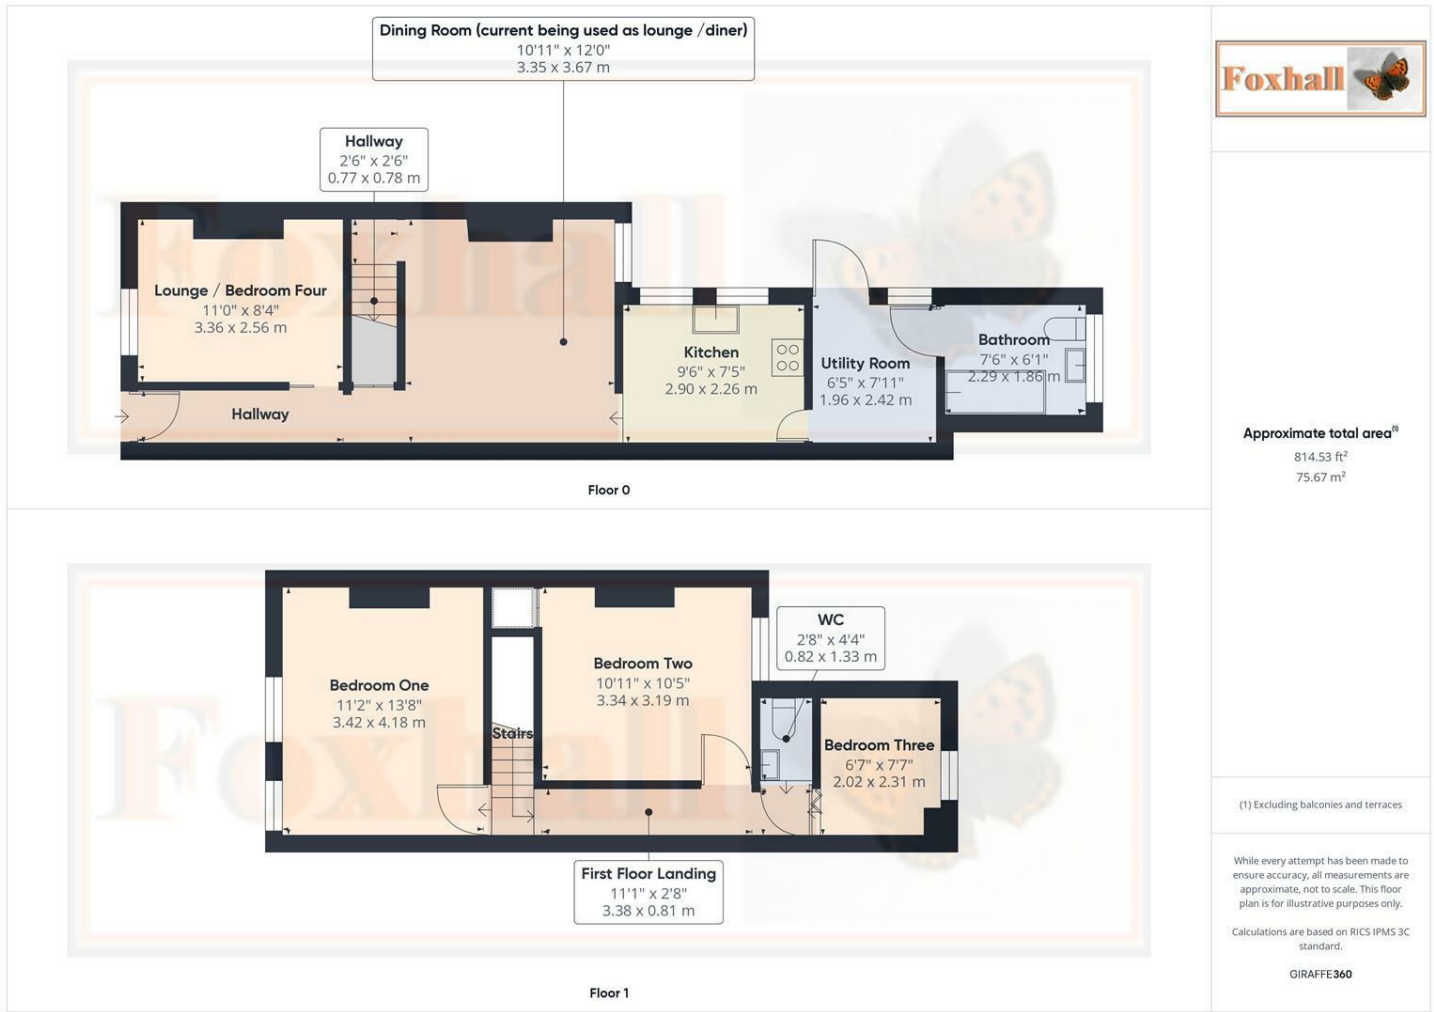 Dining Room (current being used as lounge /diner)
10'11" x 12'0"
3.35 x 3.67 m
Hallway
2'6" x 2'6"
0.77 x 0.78 m
Lounge / Bedroom Four
11'0" x 8'4"
3.36 x 2.56 m
Hallway
Kitchen
9'6" x 7'5"
2.90 x 2.26 m
Utility Room
6'5" x 7'11"
1.96 x 2.42 m
Bathroom
7'6" x 6'1"
2.29 x 1.86 m
Floor 0
Foxhall
Bedroom One
11'2" x 13'8"
3.42 x 4.18 m
Stairs
Bedroom Two
10'11" x 10'5"
3.34 x 3.19 m
WC
2'8" x 4'4"
0.82 x 1.33 m
Bedroom Three
6'7" x 7'7"
2.02 x 2.31 m
First Floor Landing
11'1" x 2'8"
3.38 x 0.81 m
Floor 1
Foxhall
Foxhall
Approximate total area(1)
814.53 ft²
75.67 m²
(1) Excluding balconies and terraces
While every attempt has been made to
ensure accuracy, all measurements are
approximate, not to scale. This floor
plan is for illustrative purposes only.
Calculations are based on RICS IPMS 3C
standard.
GIRAFFE360